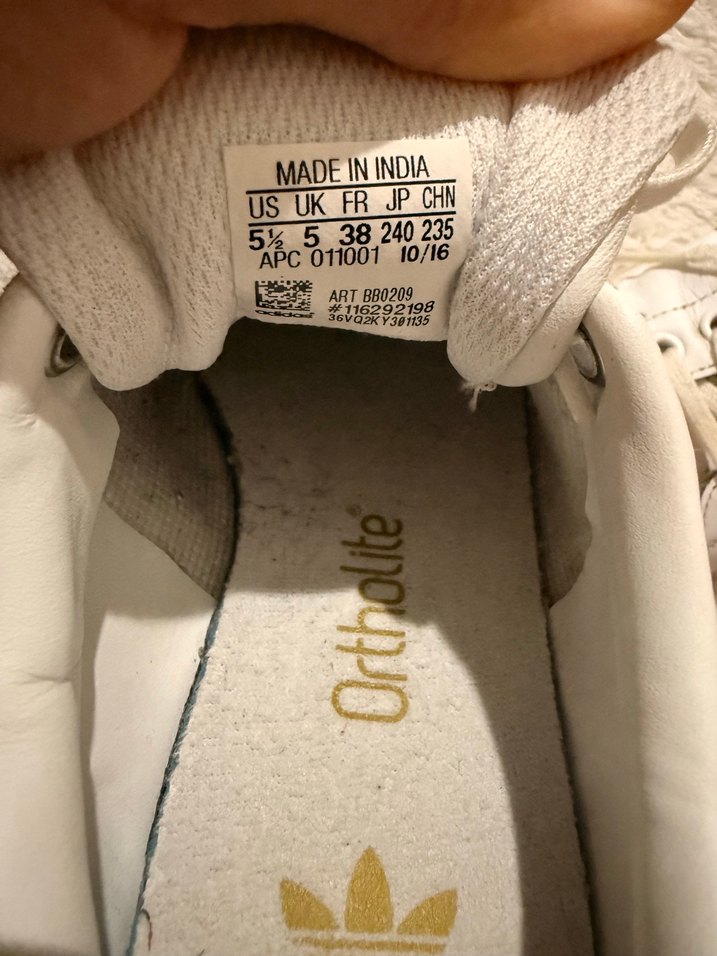 MADE IN INDIA
US UK FR JP CHN
5½ 5 38 240 235
APC 011001 10/16
ART BB0209
#116292198
adidas 36VQ2KY301135
Ortholite®